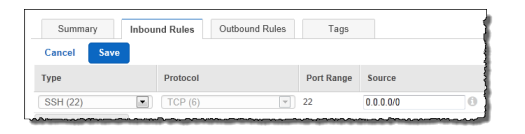 Summary Inbound Rules Outbound Rules Tags
Cancel Save
Type Protocol Port Range Source
SSH (22) TCP (6) 22 0.0.0.0/0